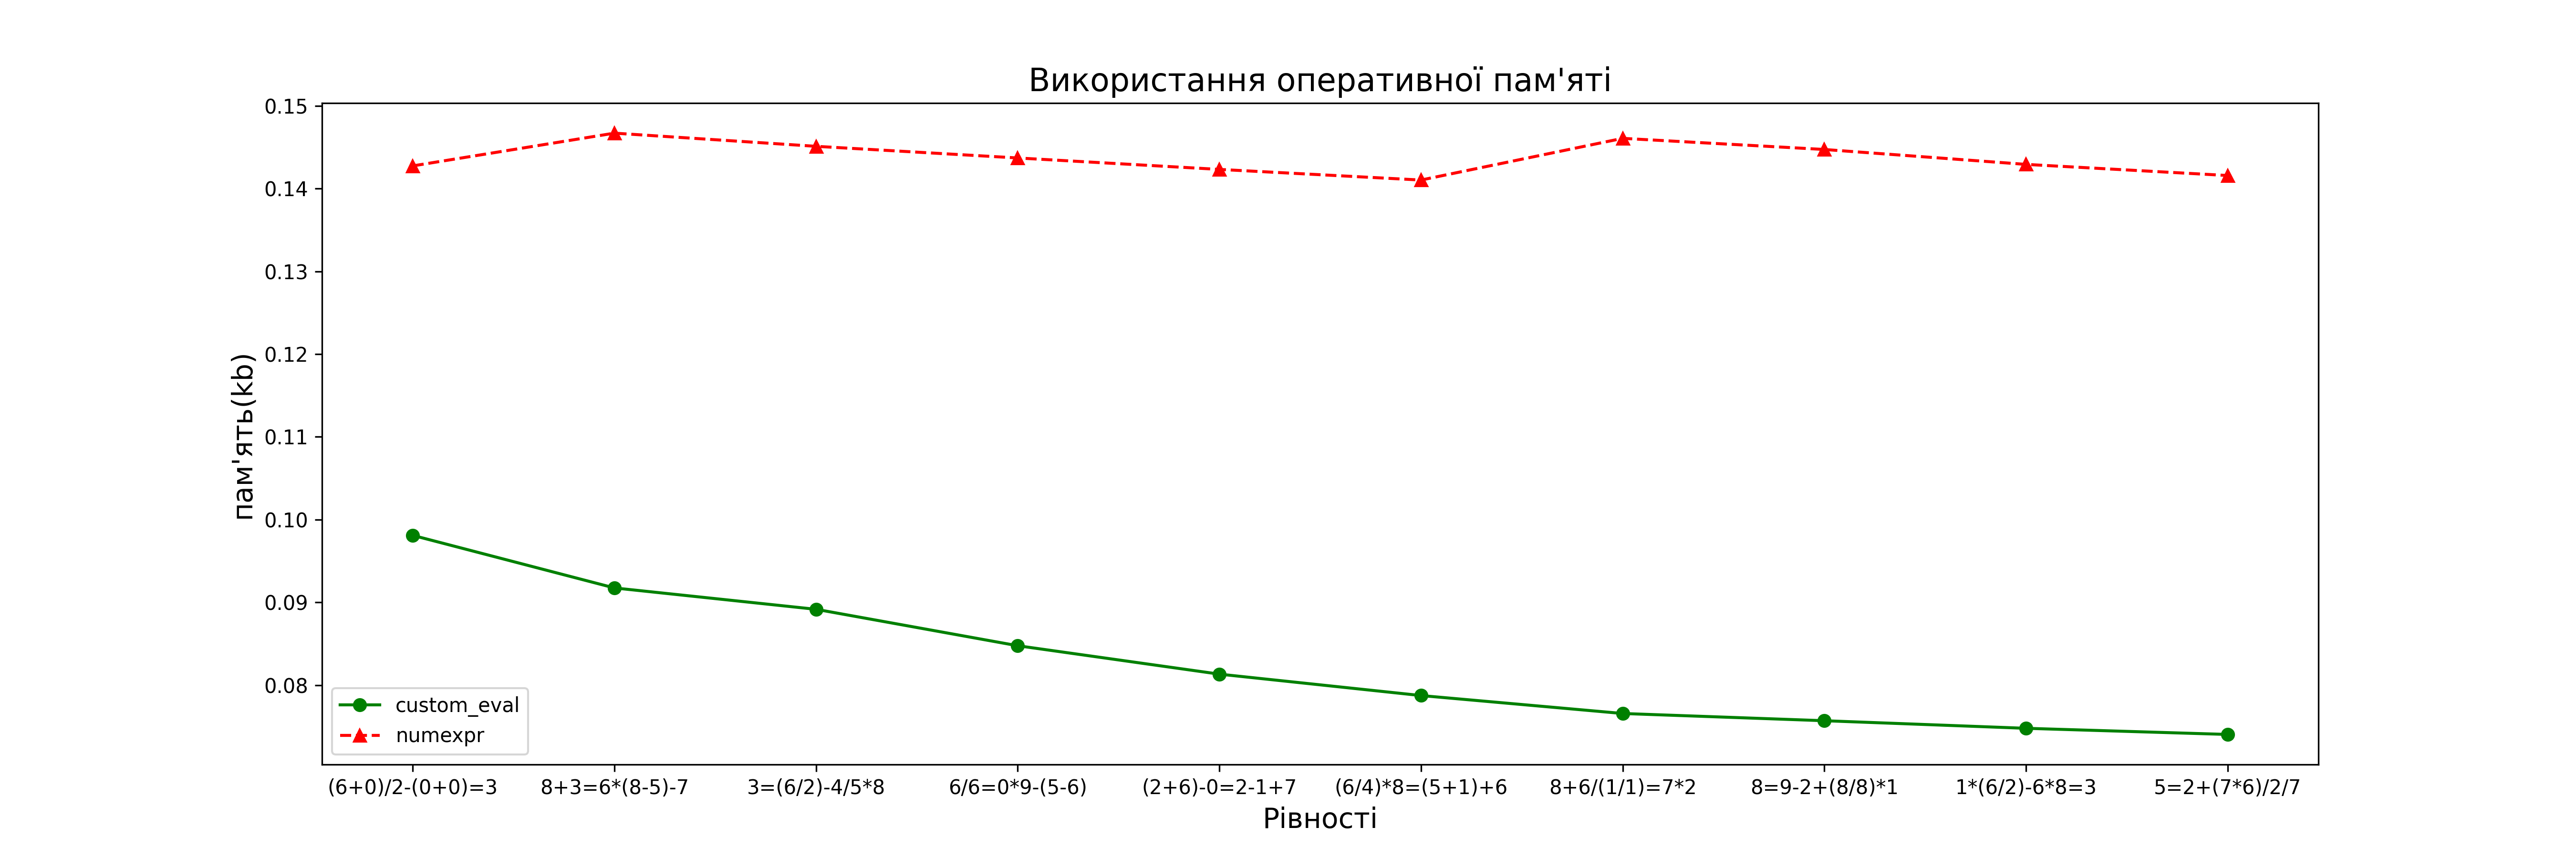 Використання оперативної пам'яті
пам'ять(kb)
0.15
0.14
0.13
0.12
0.11
0.10
0.09
0.08
custom_eval
numexpr
(6+0)/2-(0+0)=3 8+3=6*(8-5)-7 3=(6/2)-4/5*8 6/6=0*9-(5-6) (2+6)-0=2-1+7 (6/4)*8=(5+1)+6 8+6/(1/1)=7*2 8=9-2+(8/8)*1 1*(6/2)-6*8=3 5=2+(7*6)/2/7
Рівності